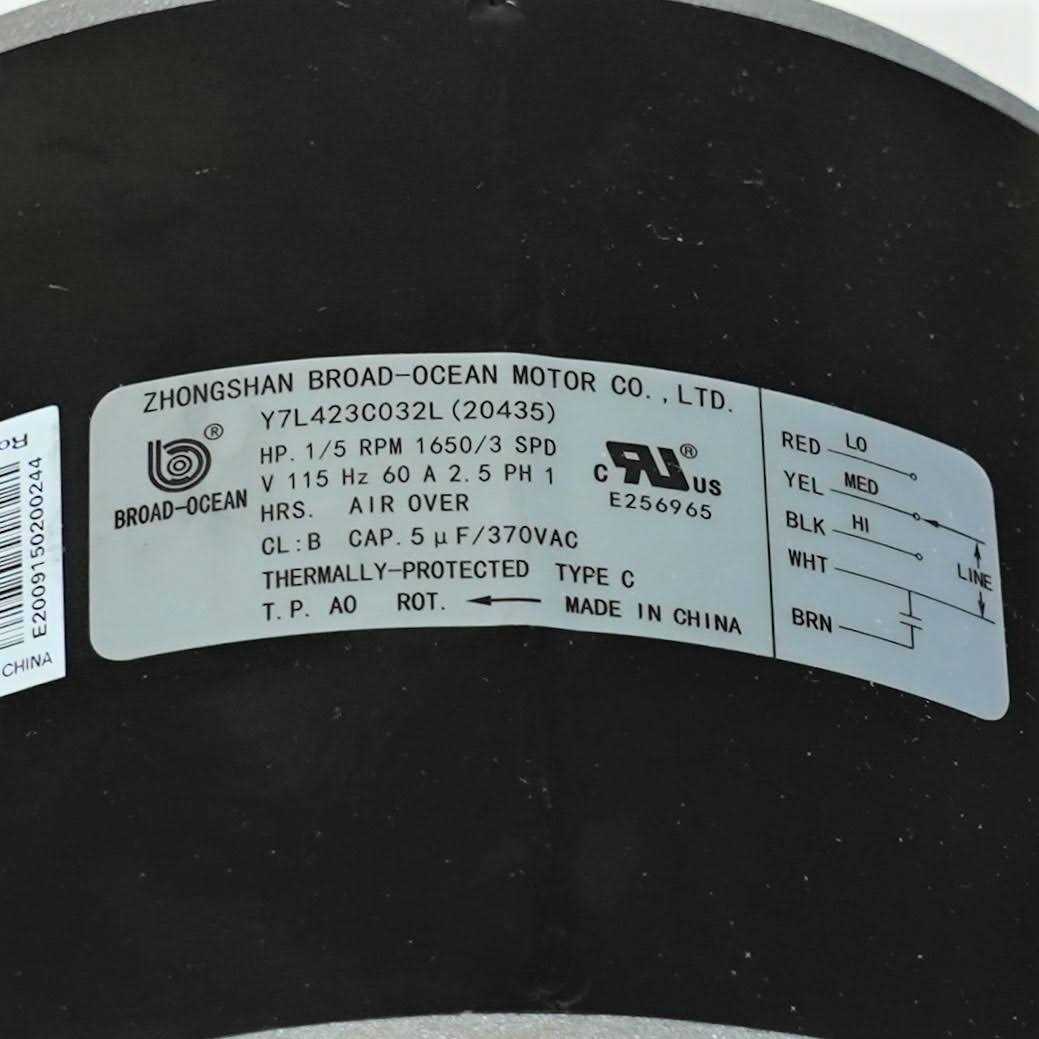 ZHONGSHAN BROAD-OCEAN MOTOR CO., LTD.
Y7L423C032L (20435)
BROAD-OCEAN ®
HP. 1/5 RPM 1650/3 SPD
V 115 Hz 60 A 2.5 PH 1
HRS. AIR OVER
CL:B CAP. 5 μF/370VAC
THERMALLY-PROTECTED TYPE C
T.P. AO ROT. MADE IN CHINA
C RU ® US
E256965
RED LO
YEL MED
BLK HI
WHT LINE
BRN
E200915020244
CHINA